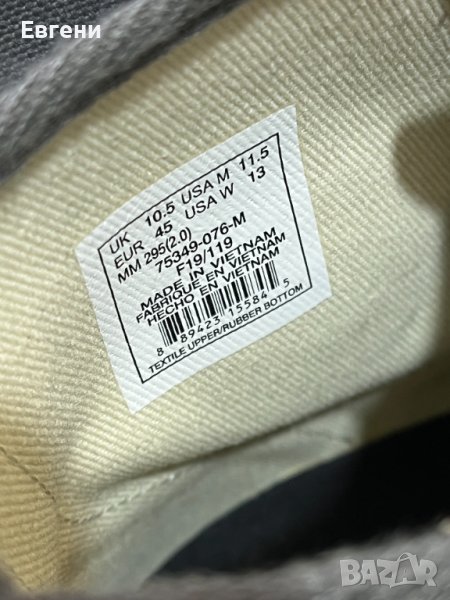 Евгени
UK 10.5 USA M 11.5
EUR 45 USA W 13
MM 295(2.0)
75349-076-M
F19/119
MADE IN VIETNAM
FABRIQUE EN VIETNAM
HECHO EN VIETNAM
8 89423 15584 5
TEXTILE UPPER/RUBBER BOTTOM
BAZAR